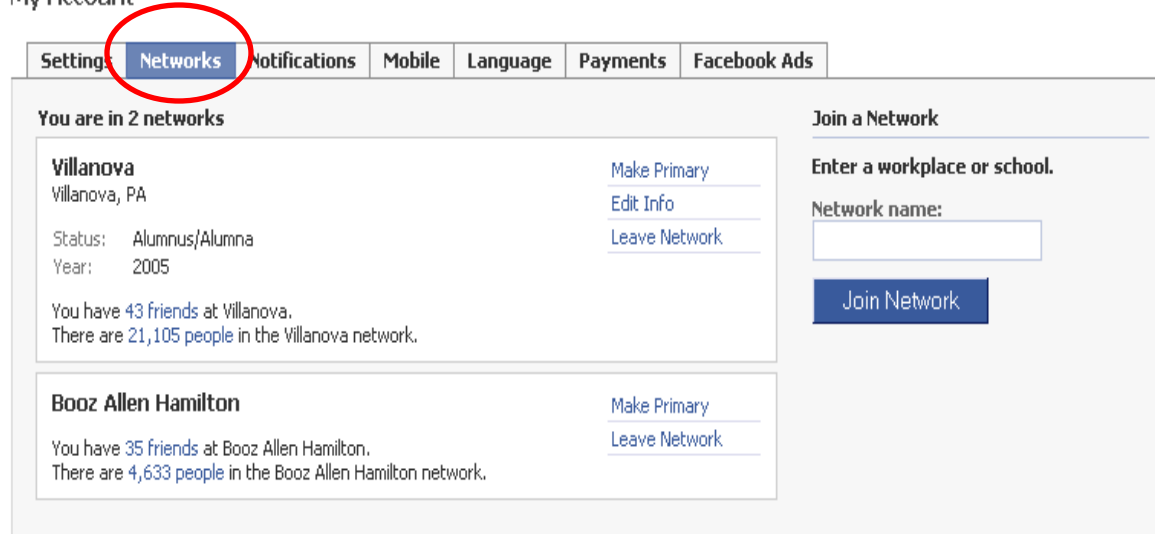 My Account
Settings Networks Notifications Mobile Language Payments Facebook Ads
You are in 2 networks
Villanova
Villanova, PA
Make Primary
Edit Info
Leave Network
Status: Alumnus/Alumna
Year: 2005
You have 43 friends at Villanova.
There are 21,105 people in the Villanova network.
Booz Allen Hamilton
Make Primary
Leave Network
You have 35 friends at Booz Allen Hamilton.
There are 4,633 people in the Booz Allen Hamilton network.
Join a Network
Enter a workplace or school.
Network name:
Join Network